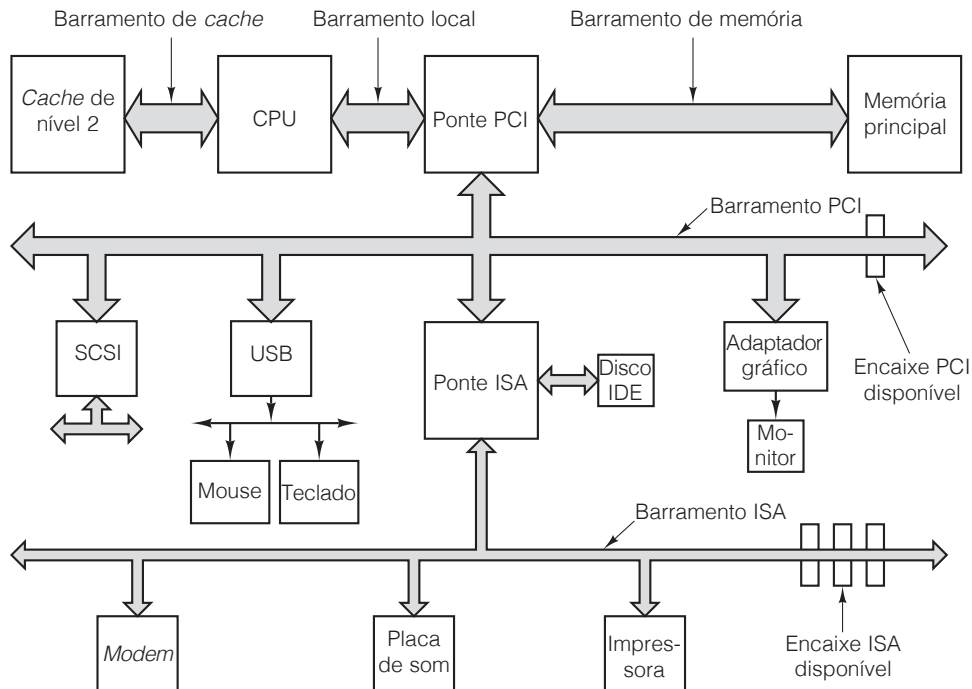 Barramento de cache
Barramento local
Barramento de memória
Cache de
nível 2
CPU
Ponte PCI
Memória
principal
Barramento PCI
SCSI
USB
Ponte ISA
Disco
IDE
Adaptador
gráfico
Encaixe PCI
disponível
Mo-
nitor
Mouse
Teclado
Barramento ISA
Modem
Placa
de som
Impres-
sora
Encaixe ISA
disponível